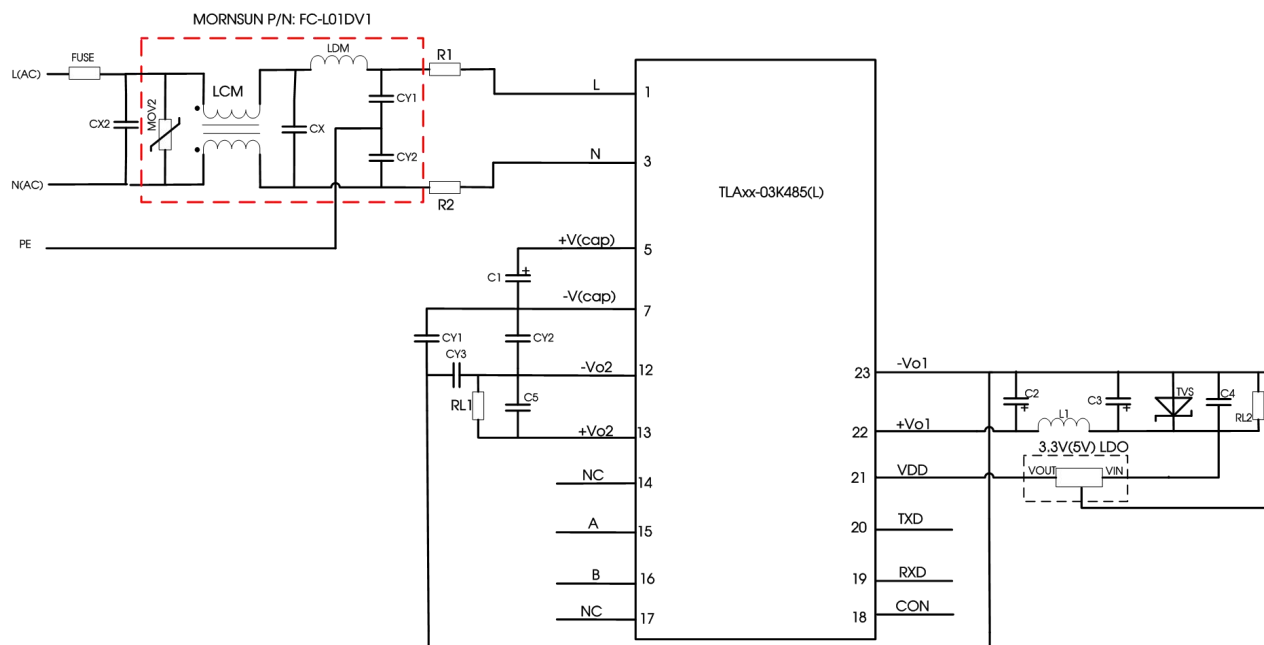 MORNSUN P/N: FC-L01DV1
FUSE
LDM
R1
L(AC)
LCM
L
1
CX2
MOV2
CX
CY1
CY2
N
3
N(AC)
R2
TLAxx-03K485(L)
PE
+V(cap)
5
C1
+
-V(cap)
7
CY1
CY2
CY3
-Vo2
12
RL1
C5
+Vo2
13
NC
14
A
15
B
16
NC
17
23
-Vo1
C2
+
C3
+
TVS
C4
RL2
L1
22
+Vo1
3.3V(5V) LDO
21
VDD
VOUT
VIN
20
TXD
19
RXD
18
CON